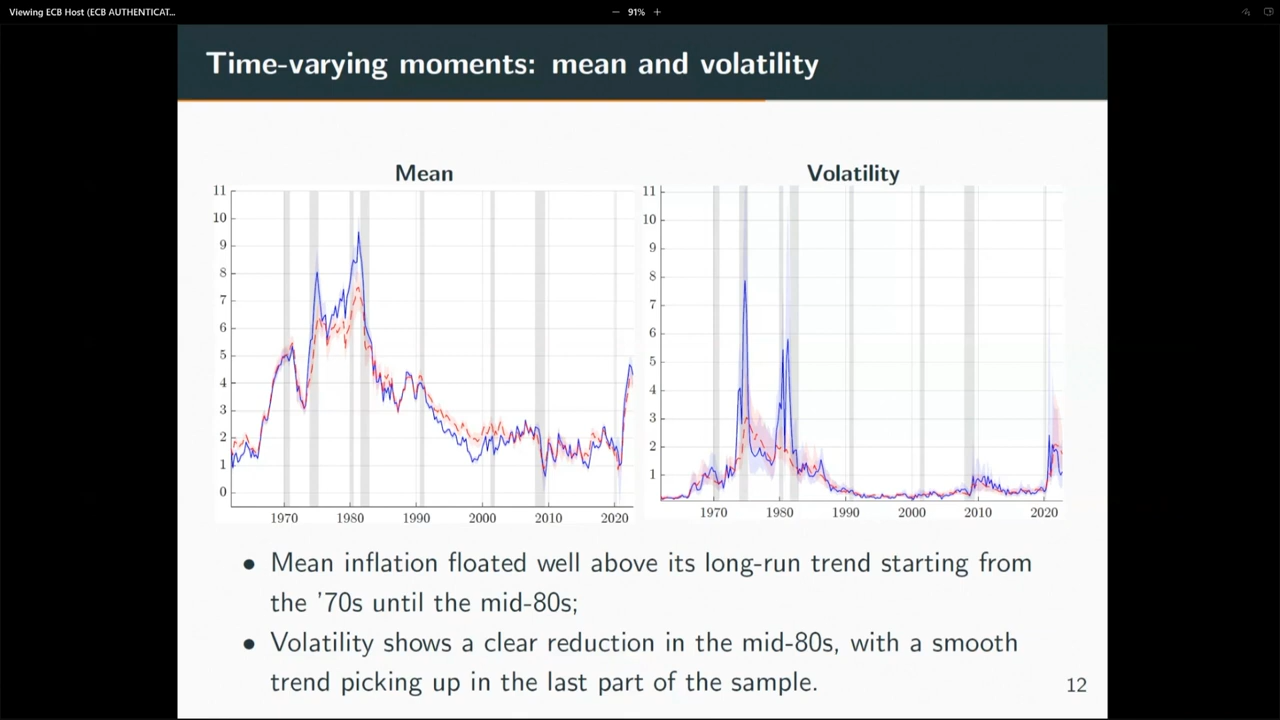 Viewing ECB Host (ECB AUTHENTICAT...
− 91% +
Time-varying moments: mean and volatility
Mean
11
10
9
8
7
6
5
4
3
2
1
0
1970 1980 1990 2000 2010 2020
Volatility
11
10
9
8
7
6
5
4
3
2
1
1970 1980 1990 2000 2010 2020
• Mean inflation floated well above its long-run trend starting from
the '70s until the mid-80s;
• Volatility shows a clear reduction in the mid-80s, with a smooth
trend picking up in the last part of the sample.
12